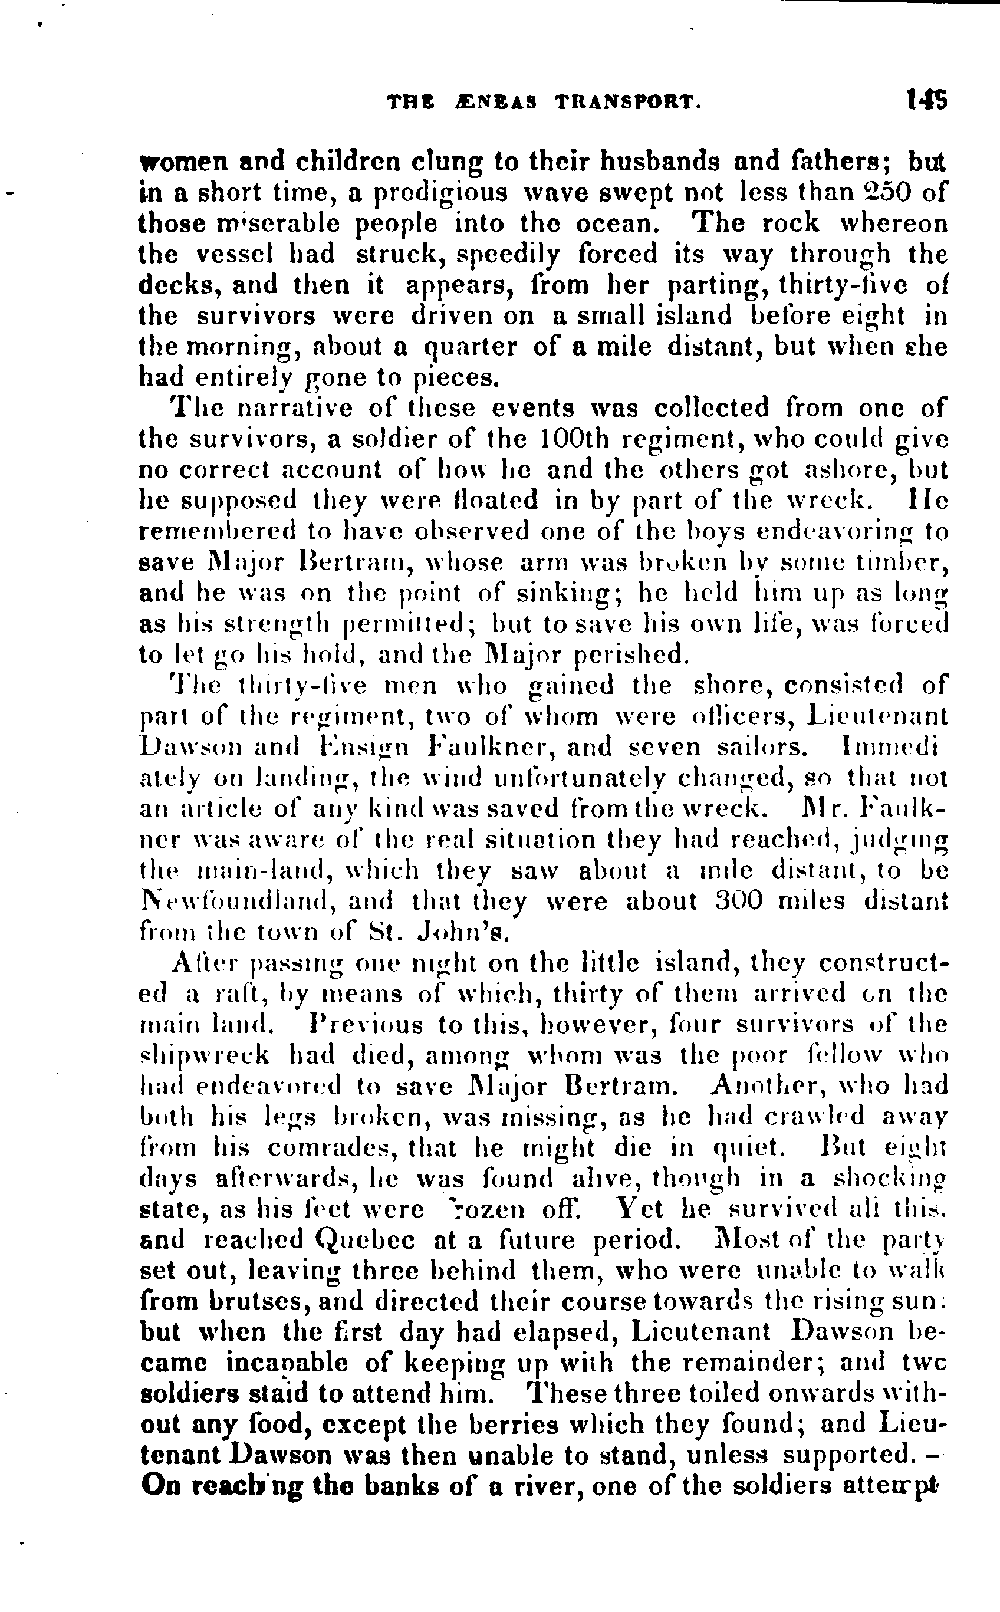 THE ÆNEAS TRANSPORT. 145
women and children clung to their husbands and fathers; but
in a short time, a prodigious wave swept not less than 250 of
those miserable people into the ocean. The rock whereon
the vessel had struck, speedily forced its way through the
decks, and then it appears, from her parting, thirty-five of
the survivors were driven on a small island before eight in
the morning, about a quarter of a mile distant, but when she
had entirely gone to pieces.
The narrative of these events was collected from one of
the survivors, a soldier of the 100th regiment, who could give
no correct account of how he and the others got ashore, but
he supposed they were floated in by part of the wreck. He
remembered to have observed one of the boys endeavoring to
save Major Bertram, whose arm was broken by some timber,
and he was on the point of sinking; he held him up as long
as his strength permitted; but to save his own life, was forced
to let go his hold, and the Major perished.
The thirty-five men who gained the shore, consisted of
part of the regiment, two of whom were officers, Lieutenant
Dawson and Ensign Faulkner, and seven sailors. Immedi
ately on landing, the wind unfortunately changed, so that not
an article of any kind was saved from the wreck. Mr. Faulk-
ner was aware of the real situation they had reached, judging
the main-land, which they saw about a mile distant, to be
Newfoundland, and that they were about 300 miles distant
from the town of St. John's.
After passing one night on the little island, they construct-
ed a raft, by means of which, thirty of them arrived on the
main land. Previous to this, however, four survivors of the
shipwreck had died, among whom was the poor fellow who
had endeavored to save Major Bertram. Another, who had
both his legs broken, was missing, as he had crawled away
from his comrades, that he might die in quiet. But eight
days afterwards, he was found alive, though in a shocking
state, as his feet were frozen off. Yet he survived all this,
and reached Quebec at a future period. Most of the party
set out, leaving three behind them, who were unable to walk
from brutses, and directed their course towards the rising sun:
but when the first day had elapsed, Lieutenant Dawson be-
came incapable of keeping up with the remainder; and two
soldiers staid to attend him. These three toiled onwards with-
out any food, except the berries which they found; and Lieu-
tenant Dawson was then unable to stand, unless supported. –
On reaching the banks of a river, one of the soldiers attempt